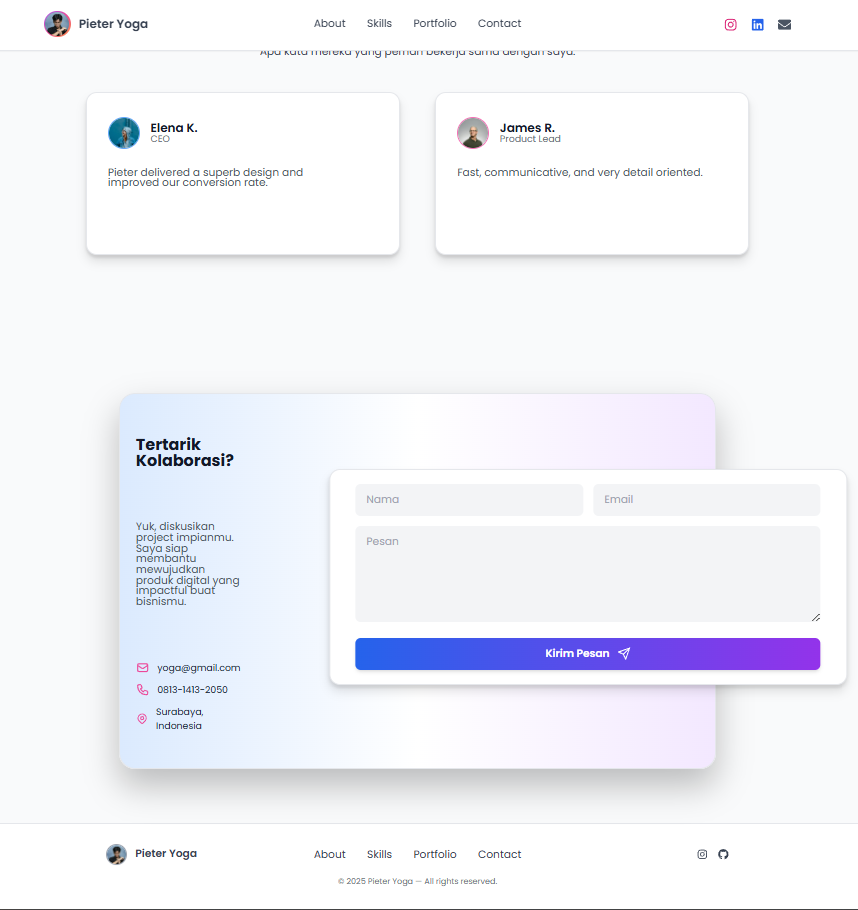 Pieter Yoga
About Skills Portfolio Contact
Apa kata mereka yang pernah bekerja sama dengan saya.
Elena K.
CEO
Pieter delivered a superb design and
improved our conversion rate.
James R.
Product Lead
Fast, communicative, and very detail oriented.
Tertarik
Kolaborasi?
Yuk, diskusikan
project impianmu.
Saya siap
membantu
mewujudkan
produk digital yang
impactful buat
bisnismu.
yoga@gmail.com
0813-1413-2050
Surabaya,
Indonesia
Nama
Email
Pesan
Kirim Pesan
Pieter Yoga
About Skills Portfolio Contact
© 2025 Pieter Yoga — All rights reserved.